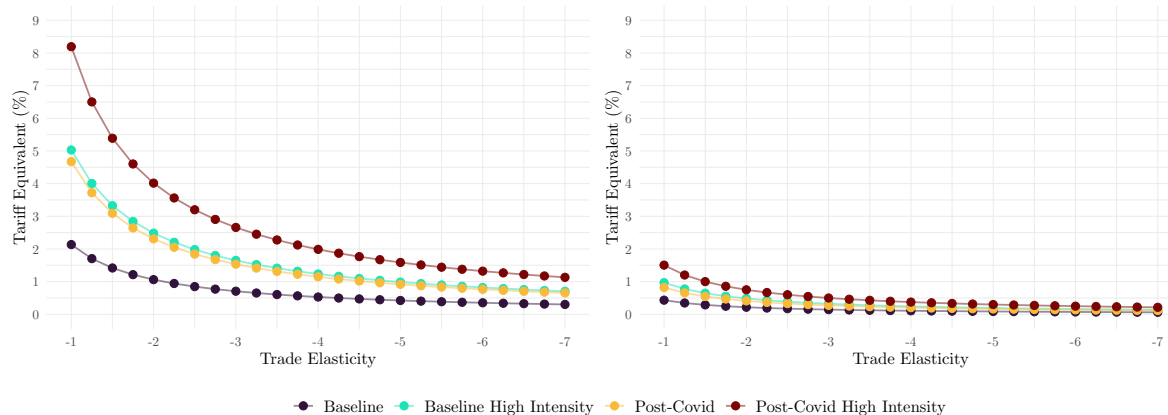 9
8
7
6
5
4
3
2
1
0
Tariff Equivalent (%)
-1 -2 -3 -4 -5 -6 -7
Trade Elasticity
9
8
7
6
5
4
3
2
1
0
Tariff Equivalent (%)
-1 -2 -3 -4 -5 -6 -7
Trade Elasticity
Baseline Baseline High Intensity Post-Covid Post-Covid High Intensity